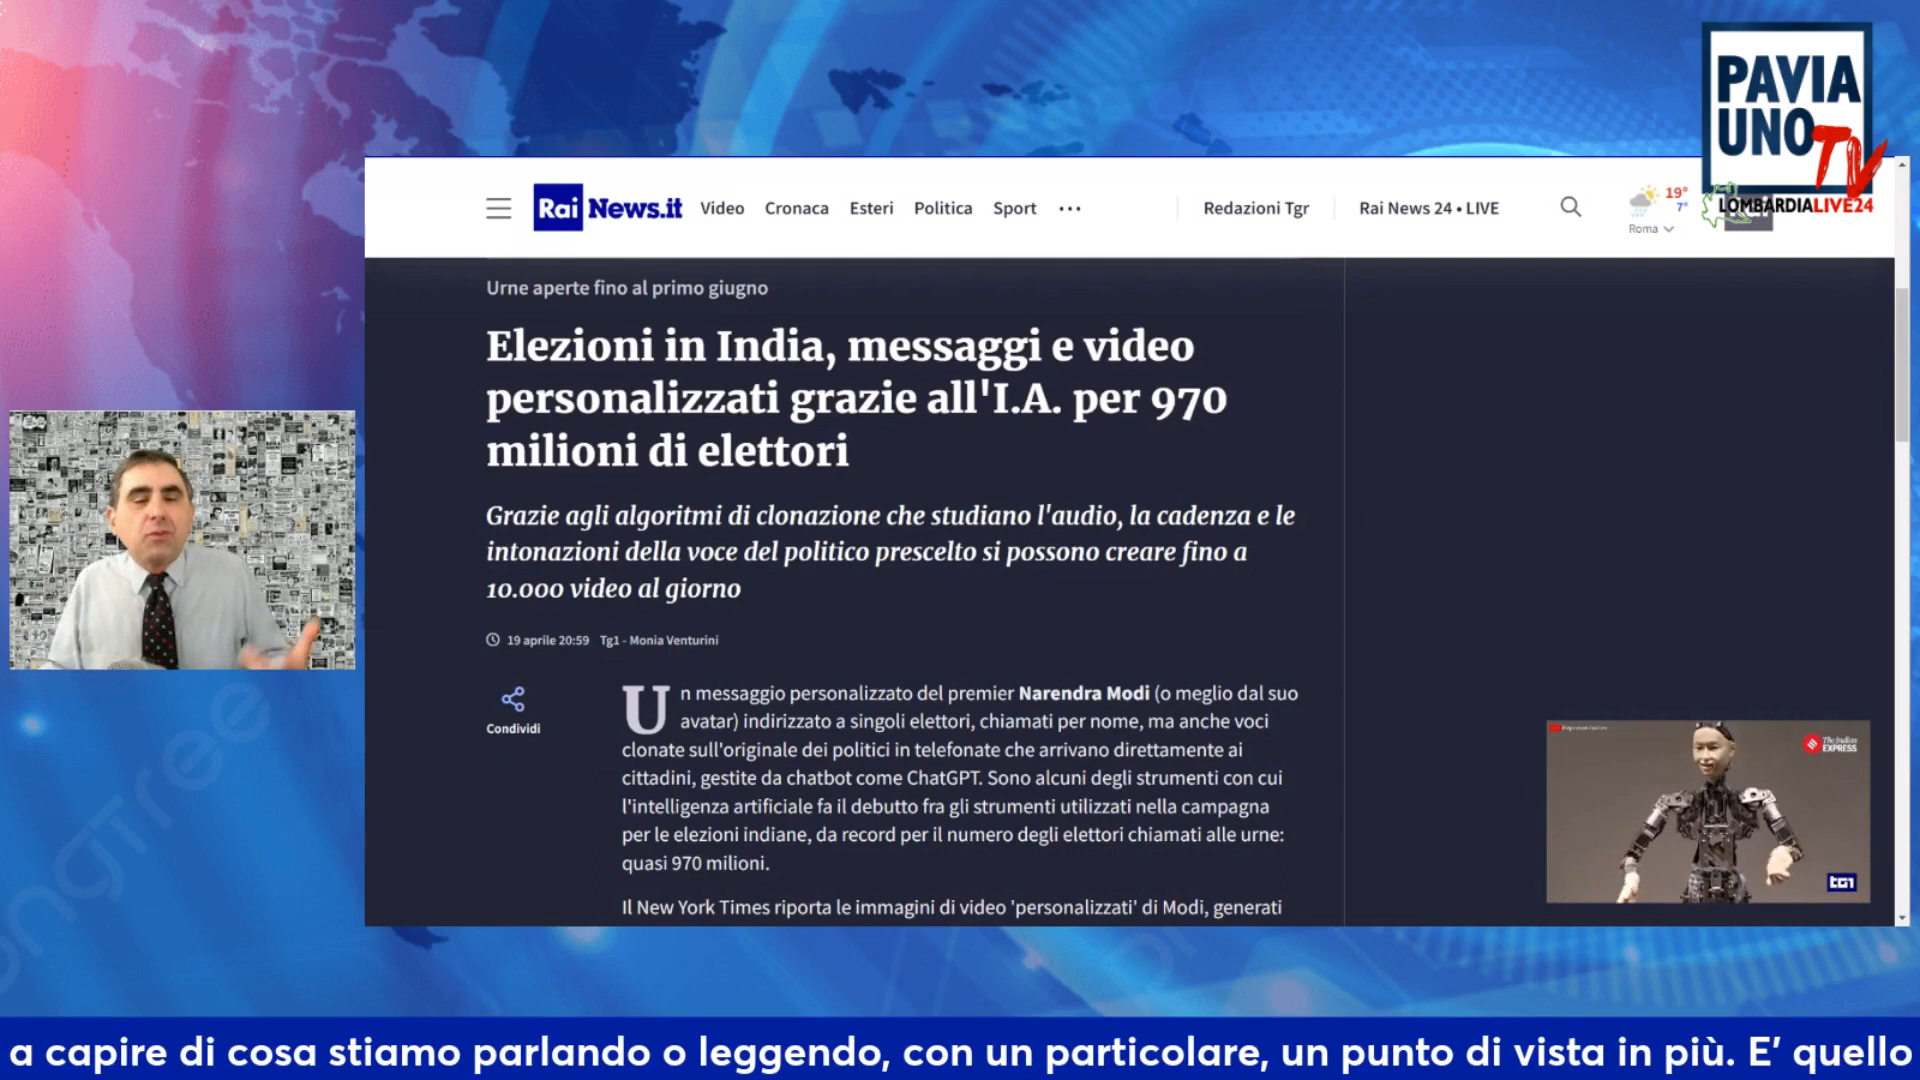 PAVIA
UNO
TV
LOMBARDIALIVE24
Rai News.it Video Cronaca Esteri Politica Sport ··· Redazioni Tgr Rai News 24 • LIVE
19°
7°
Roma
Urne aperte fino al primo giugno
Elezioni in India, messaggi e video
personalizzati grazie all'I.A. per 970
milioni di elettori
Grazie agli algoritmi di clonazione che studiano l'audio, la cadenza e le
intonazioni della voce del politico prescelto si possono creare fino a
10.000 video al giorno
19 aprile 20:59 Tg1 - Monia Venturini
Condividi
Un messaggio personalizzato del premier Narendra Modi (o meglio dal suo
avatar) indirizzato a singoli elettori, chiamati per nome, ma anche voci
clonate sull'originale dei politici in telefonate che arrivano direttamente ai
cittadini, gestite da chatbot come ChatGPT. Sono alcuni degli strumenti con cui
l'intelligenza artificiale fa il debutto fra gli strumenti utilizzati nella campagna
per le elezioni indiane, da record per il numero degli elettori chiamati alle urne:
quasi 970 milioni.
Il New York Times riporta le immagini di video 'personalizzati' di Modi, generati
The Indian
EXPRESS
tg1
a capire di cosa stiamo parlando o leggendo, con un particolare, un punto di vista in più. E' quello